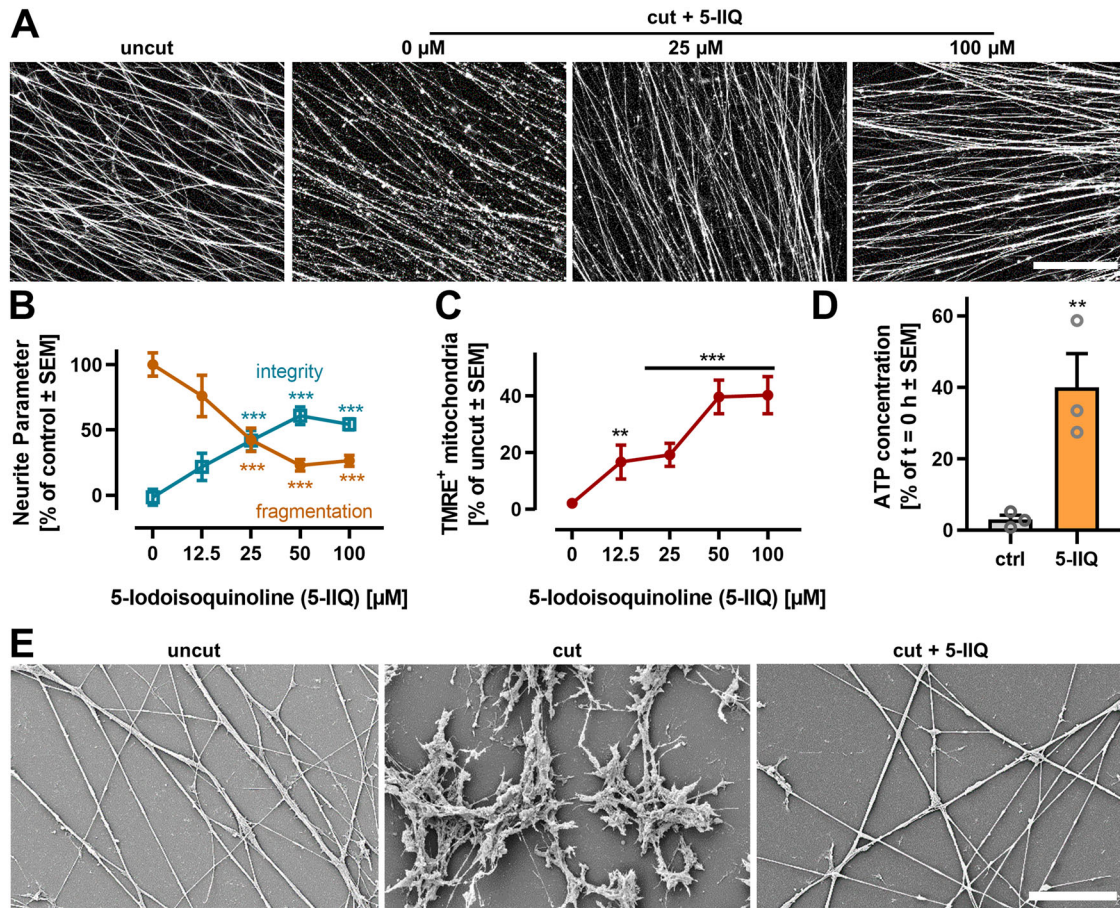 A
cut + 5-IIQ
uncut
0 µM
25 µM
100 µM
B
Neurite Parameter
[% of control ± SEM]
100
50
0
integrity
***
***
***
***
***
***
fragmentation
0
12.5
25
50
100
5-Iodoisoquinoline (5-IIQ) [µM]
C
TMRE⁺ mitochondria
[% of uncut ± SEM]
40
20
0
**
***
0
12.5
25
50
100
5-Iodoisoquinoline (5-IIQ) [µM]
D
ATP concentration
[% of t = 0 h ± SEM]
60
40
20
0
**
ctrl
5-IIQ
E
uncut
cut
cut + 5-IIQ